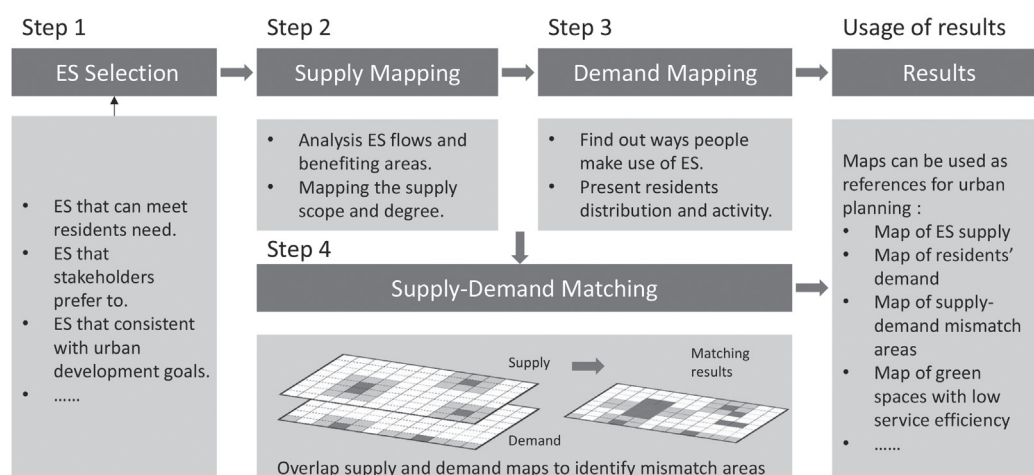 Step 1
ES Selection
• ES that can meet
residents need.
• ES that
stakeholders
prefer to.
• ES that consistent
with urban
development goals.
• ......
Step 2
Supply Mapping
• Analysis ES flows and
benefiting areas.
• Mapping the supply
scope and degree.
Step 3
Demand Mapping
• Find out ways people
make use of ES.
• Present residents
distribution and activity.
Step 4
Supply-Demand Matching
Supply
Matching
results
Demand
Overlap supply and demand maps to identify mismatch areas
Usage of results
Results
Maps can be used as
references for urban
planning :
• Map of ES supply
• Map of residents’
demand
• Map of supply-
demand mismatch
areas
• Map of green
spaces with low
service efficiency
• ......